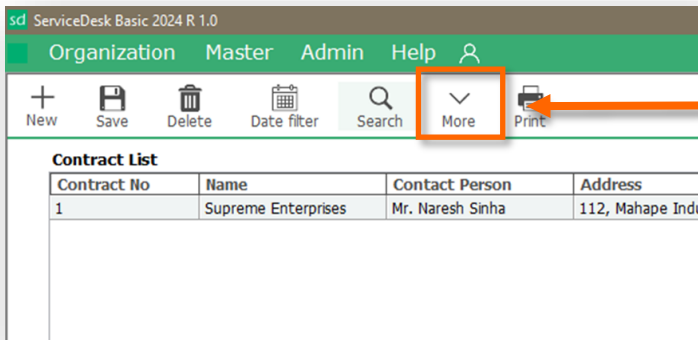 sd ServiceDesk Basic 2024 R 1.0
Organization Master Admin Help
New Save Delete Date filter Search More Print
Contract List
Contract No Name Contact Person Address
1 Supreme Enterprises Mr. Naresh Sinha 112, Mahape